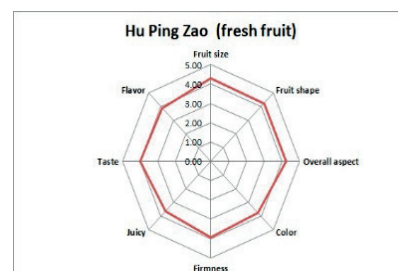 Hu Ping Zao (fresh fruit)
Fruit size
5.00
Flavor
4.00
Fruit shape
3.00
2.00
1.00
Taste
0.00
Overall aspect
Juicy
Color
Firmness